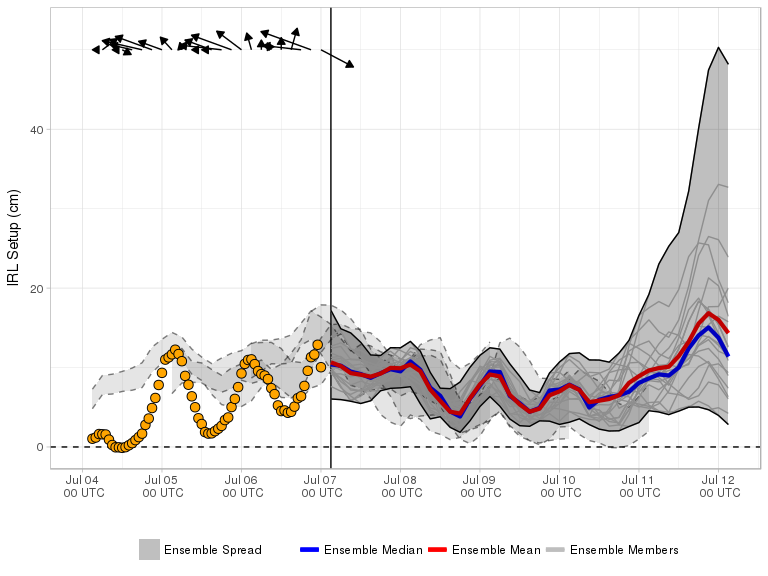 IRL Setup (cm)
40
20
0
Jul 04 Jul 05 Jul 06 Jul 07 Jul 08 Jul 09 Jul 10 Jul 11 Jul 12
00 UTC 00 UTC 00 UTC 00 UTC 00 UTC 00 UTC 00 UTC 00 UTC 00 UTC
Ensemble Spread Ensemble Median Ensemble Mean Ensemble Members